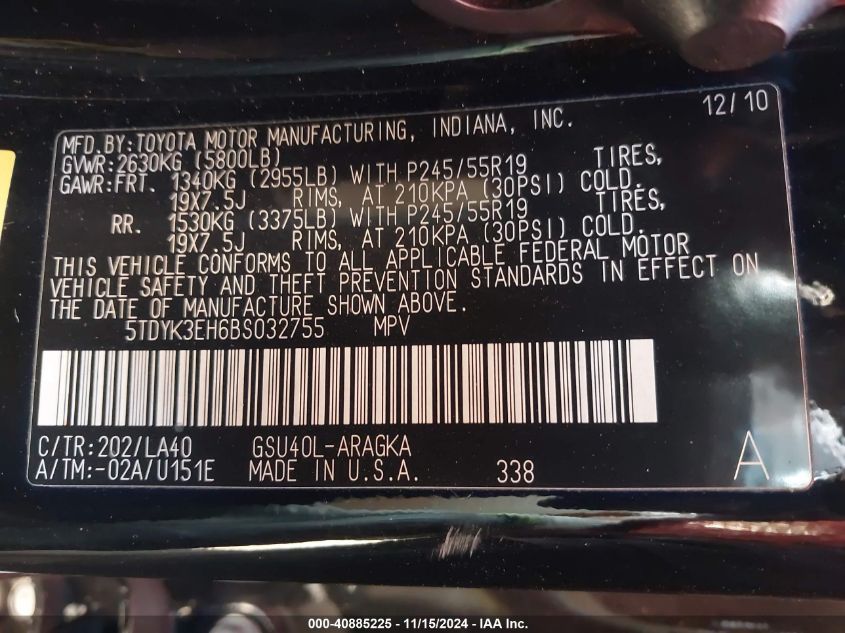 12/10
MFD. BY: TOYOTA MOTOR MANUFACTURING, INDIANA, INC.
GVWR: 2630KG (5800LB)
GAWR: FRT. 1340KG (2955LB) WITH P245/55R19 TIRES,
19X7.5J RIMS, AT 210KPA (30PSI) COLD.
RR. 1530KG (3375LB) WITH P245/55R19 TIRES,
19X7.5J RIMS, AT 210KPA (30PSI) COLD.
THIS VEHICLE CONFORMS TO ALL APPLICABLE FEDERAL MOTOR
VEHICLE SAFETY AND THEFT PREVENTION STANDARDS IN EFFECT ON
THE DATE OF MANUFACTURE SHOWN ABOVE.
5TDYK3EH6BS032755 MPV
C/TR: 202/LA40 GSU40L-ARAGKA
A/TM: -02A/U151E MADE IN U.S.A. 338 A
000-40885225 - 11/15/2024 - IAA Inc.